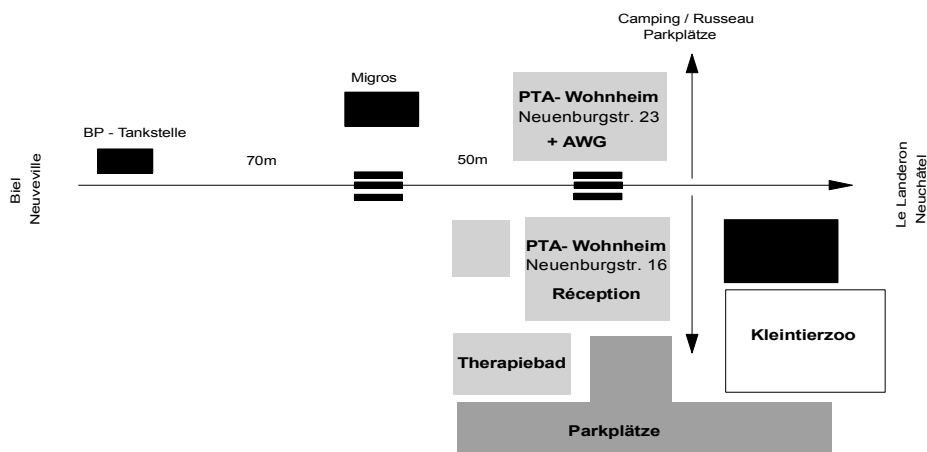 Camping / Russeau
Parkplätze
Migros
PTA- Wohnheim
Neuenburgstr. 23
+ AWG
BP - Tankstelle
70m
50m
Biel
Neuveville
Le Landeron
Neuchâtel
PTA- Wohnheim
Neuenburgstr. 16
Réception
Kleintierzoo
Therapiebad
Parkplätze